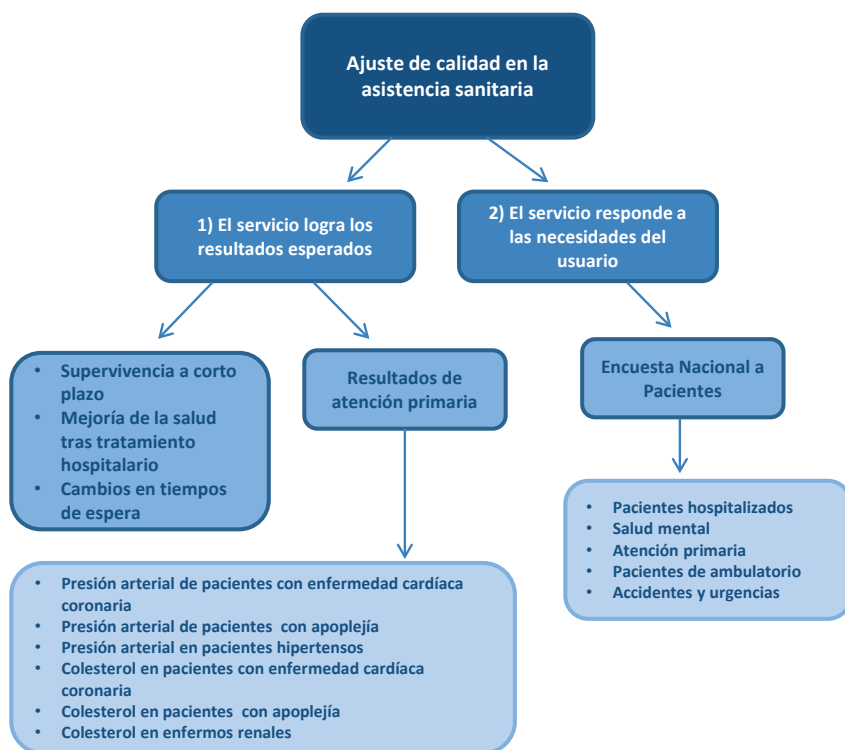 Ajuste de calidad en la
asistencia sanitaria
1) El servicio logra los
resultados esperados
2) El servicio responde a
las necesidades del
usuario
• Supervivencia a corto
plazo
• Mejoría de la salud
tras tratamiento
hospitalario
• Cambios en tiempos
de espera
Resultados de
atención primaria
Encuesta Nacional a
Pacientes
• Pacientes hospitalizados
• Salud mental
• Atención primaria
• Pacientes de ambulatorio
• Accidentes y urgencias
• Presión arterial de pacientes con enfermedad cardíaca
coronaria
• Presión arterial de pacientes con apoplejía
• Presión arterial en pacientes hipertensos
• Colesterol en pacientes con enfermedad cardíaca
coronaria
• Colesterol en pacientes con apoplejía
• Colesterol en enfermos renales